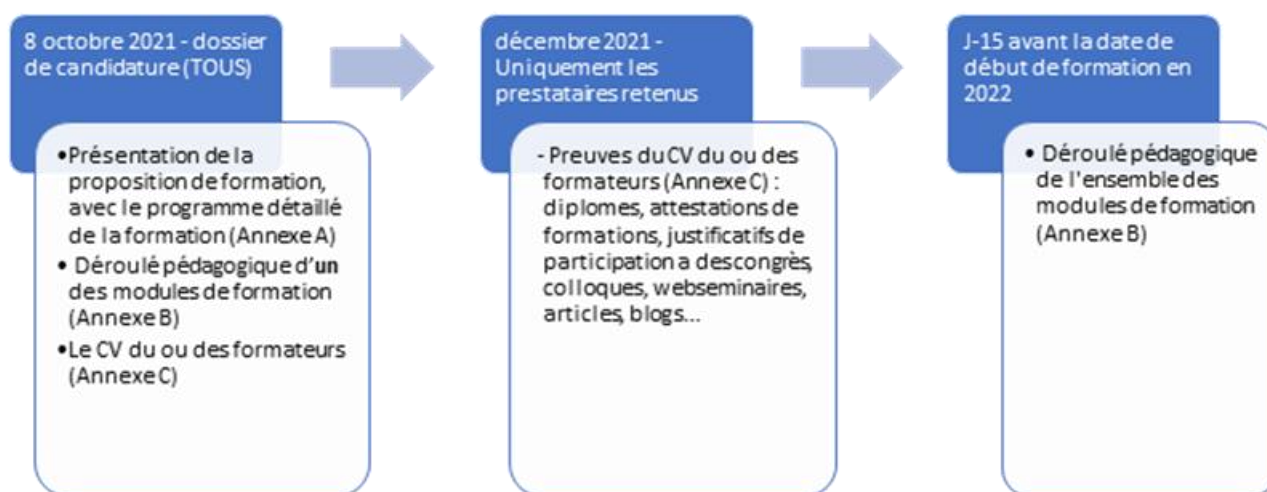 8 octobre 2021 - dossier
de candidature (TOUS)
•Présentation de la
proposition de formation,
avec le programme détaillé
de la formation (Annexe A)
• Déroulé pédagogique d'un
des modules de formation
(Annexe B)
•Le CV du ou des formateurs
(Annexe C)
décembre 2021 -
Uniquement les
prestataires retenus
- Preuves du CV du ou des
formateurs (Annexe C) :
diplomes, attestations de
formations, justificatifs de
participation a descongrès,
colloques, webseminaires,
articles, blogs...
J-15 avant la date de
début de formation en
2022
• Déroulé pédagogique
de l'ensemble des
modules de formation
(Annexe B)